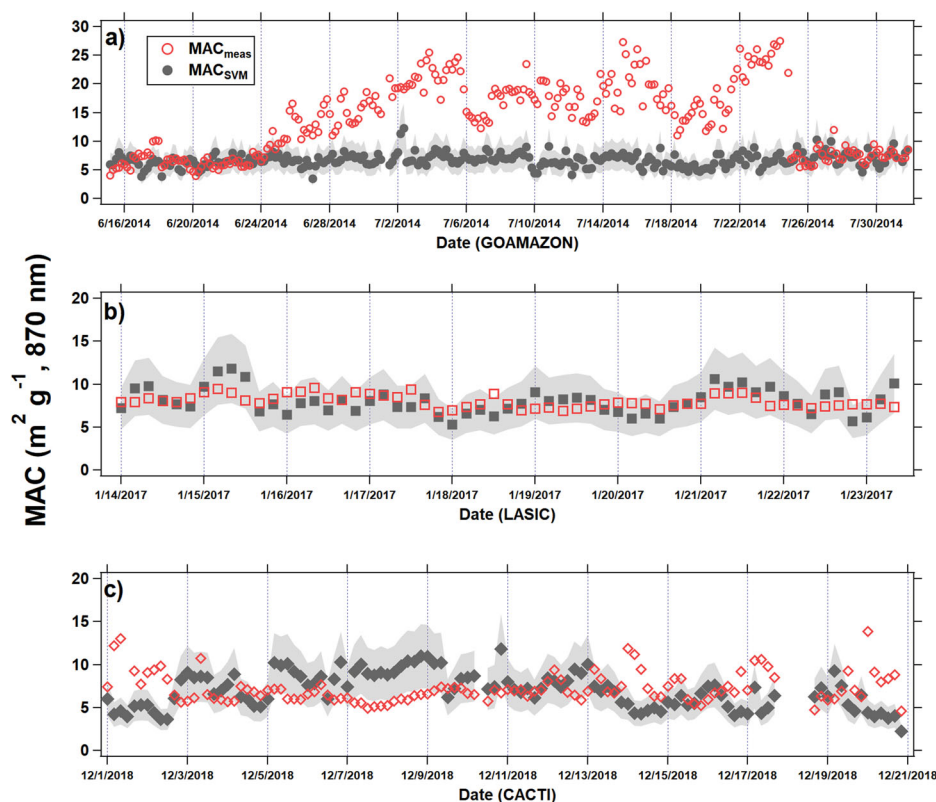 a)
MACmeas
MACSVM
30
25
20
15
10
5
0
6/16/2014 6/20/2014 6/24/2014 6/28/2014 7/2/2014 7/6/2014 7/10/2014 7/14/2014 7/18/2014 7/22/2014 7/26/2014 7/30/2014
Date (GOAMAZON)
MAC (m2 g-1, 870 nm)
b)
20
15
10
5
0
1/14/2017 1/15/2017 1/16/2017 1/17/2017 1/18/2017 1/19/2017 1/20/2017 1/21/2017 1/22/2017 1/23/2017
Date (LASIC)
c)
20
15
10
5
0
12/1/2018 12/3/2018 12/5/2018 12/7/2018 12/9/2018 12/11/2018 12/13/2018 12/15/2018 12/17/2018 12/19/2018 12/21/2018
Date (CACTI)